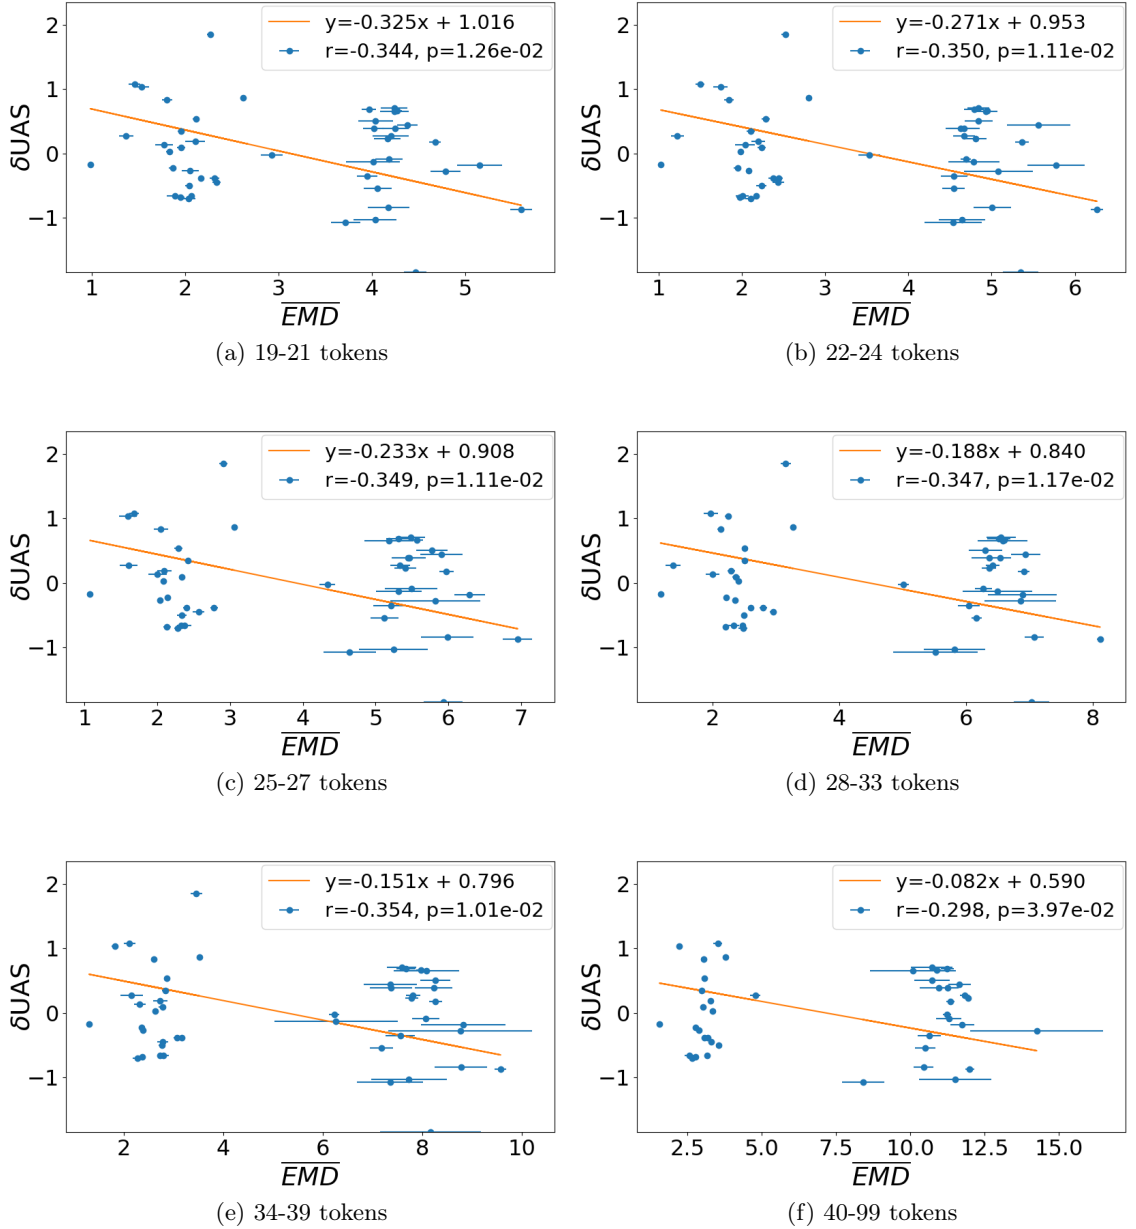 y=-0.325x + 1.016
r=-0.344, p=1.26e-02
δUAS
2
1
0
−1
1 2 3 4 5
EMD
(a) 19-21 tokens
y=-0.271x + 0.953
r=-0.350, p=1.11e-02
δUAS
2
1
0
−1
1 2 3 4 5 6
EMD
(b) 22-24 tokens
y=-0.233x + 0.908
r=-0.349, p=1.11e-02
δUAS
2
1
0
−1
1 2 3 4 5 6 7
EMD
(c) 25-27 tokens
y=-0.188x + 0.840
r=-0.347, p=1.17e-02
δUAS
2
1
0
−1
2 4 6 8
EMD
(d) 28-33 tokens
y=-0.151x + 0.796
r=-0.354, p=1.01e-02
δUAS
2
1
0
−1
2 4 6 8 10
EMD
(e) 34-39 tokens
y=-0.082x + 0.590
r=-0.298, p=3.97e-02
δUAS
2
1
0
−1
2.5 5.0 7.5 10.0 12.5 15.0
EMD
(f) 40-99 tokens